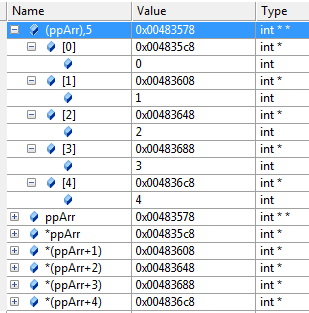 Name Value Type
(ppArr),5 0x00483578 int * *
[0] 0x004835c8 int *
0 int
[1] 0x00483608 int *
1 int
[2] 0x00483648 int *
2 int
[3] 0x00483688 int *
3 int
[4] 0x004836c8 int *
4 int
ppArr 0x00483578 int * *
*ppArr 0x004835c8 int *
*(ppArr+1) 0x00483608 int *
*(ppArr+2) 0x00483648 int *
*(ppArr+3) 0x00483688 int *
*(ppArr+4) 0x004836c8 int *